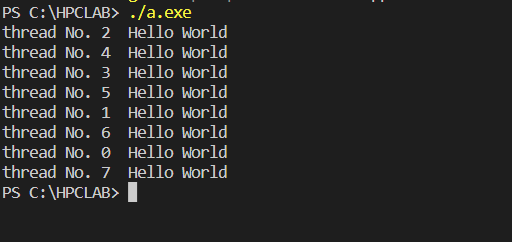 PS C:\HPCLAB> ./a.exe
thread No. 2  Hello World
thread No. 4  Hello World
thread No. 3  Hello World
thread No. 5  Hello World
thread No. 1  Hello World
thread No. 6  Hello World
thread No. 0  Hello World
thread No. 7  Hello World
PS C:\HPCLAB>